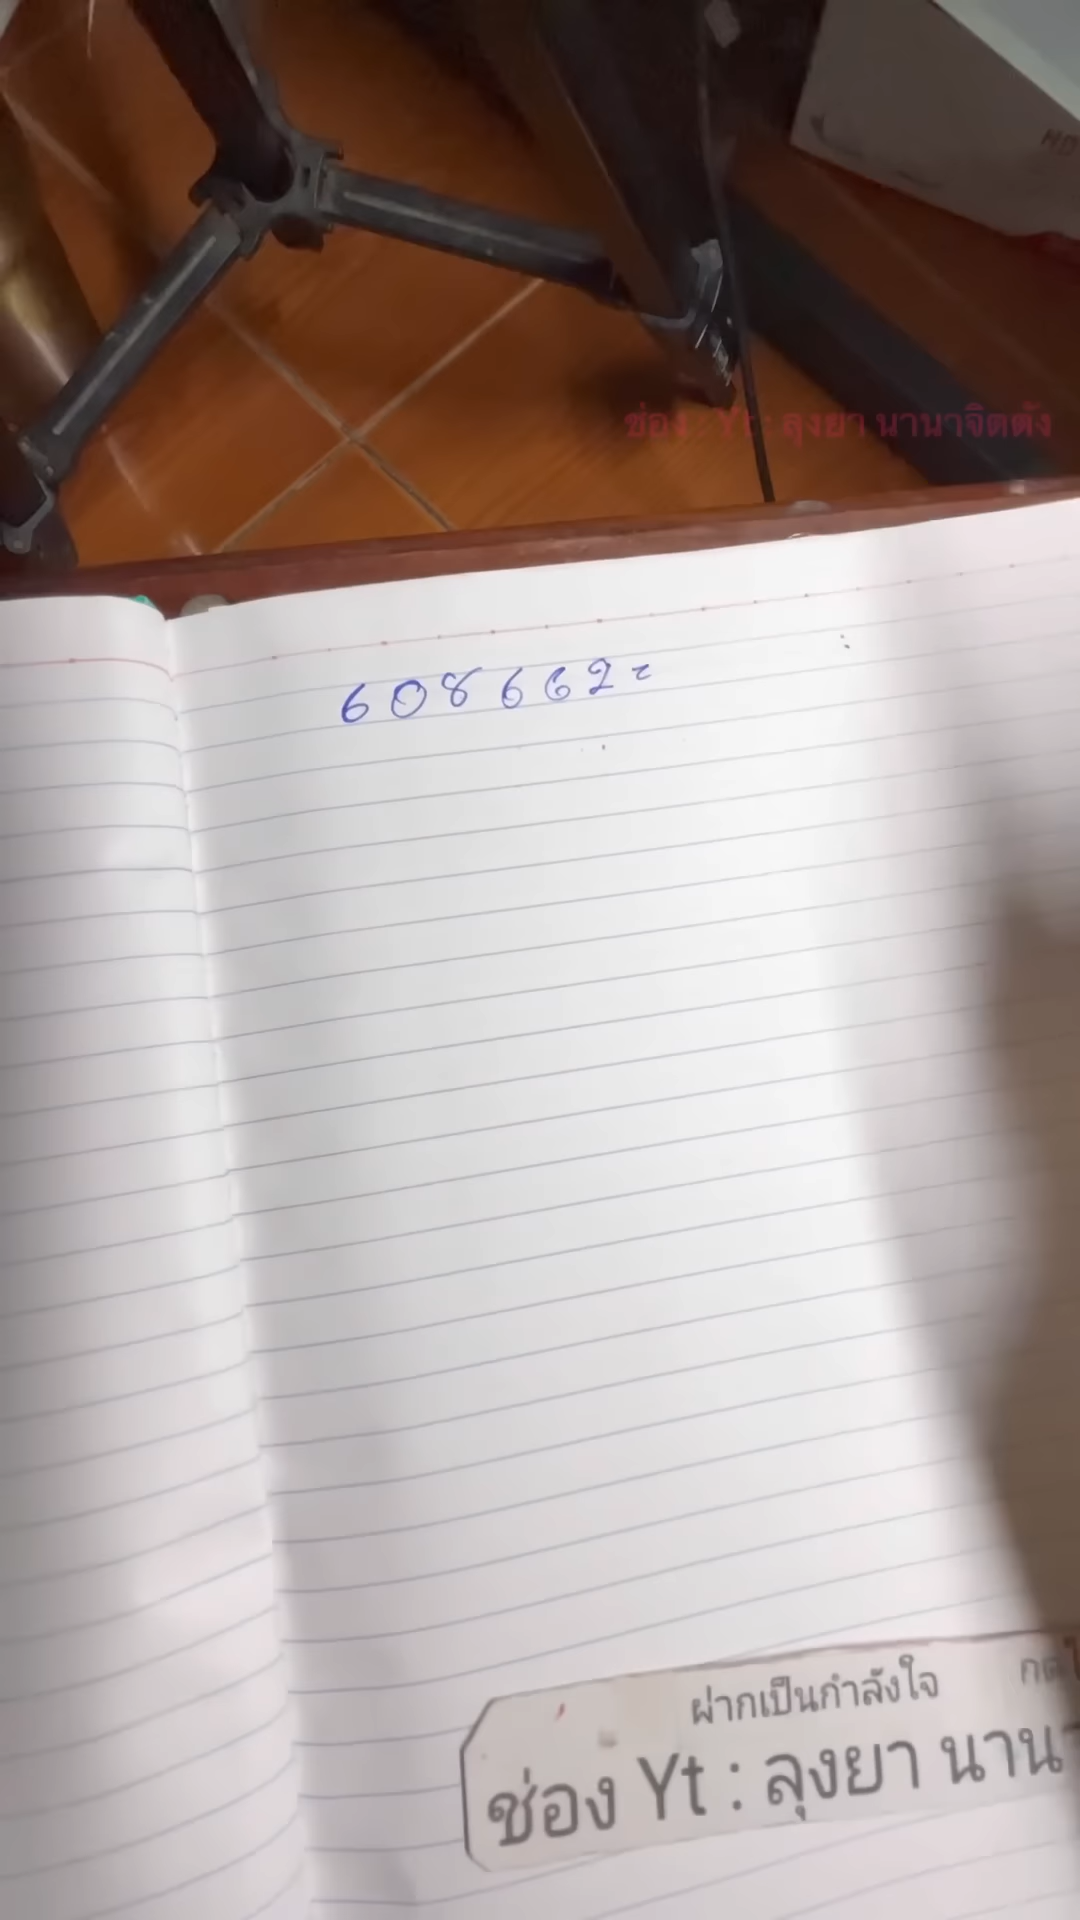 HD
ช่อง Yt : ลุงยา นานาจิตตัง
608662=
ฝากเป็นกำลังใจ
ช่อง Yt : ลุงยา นาน